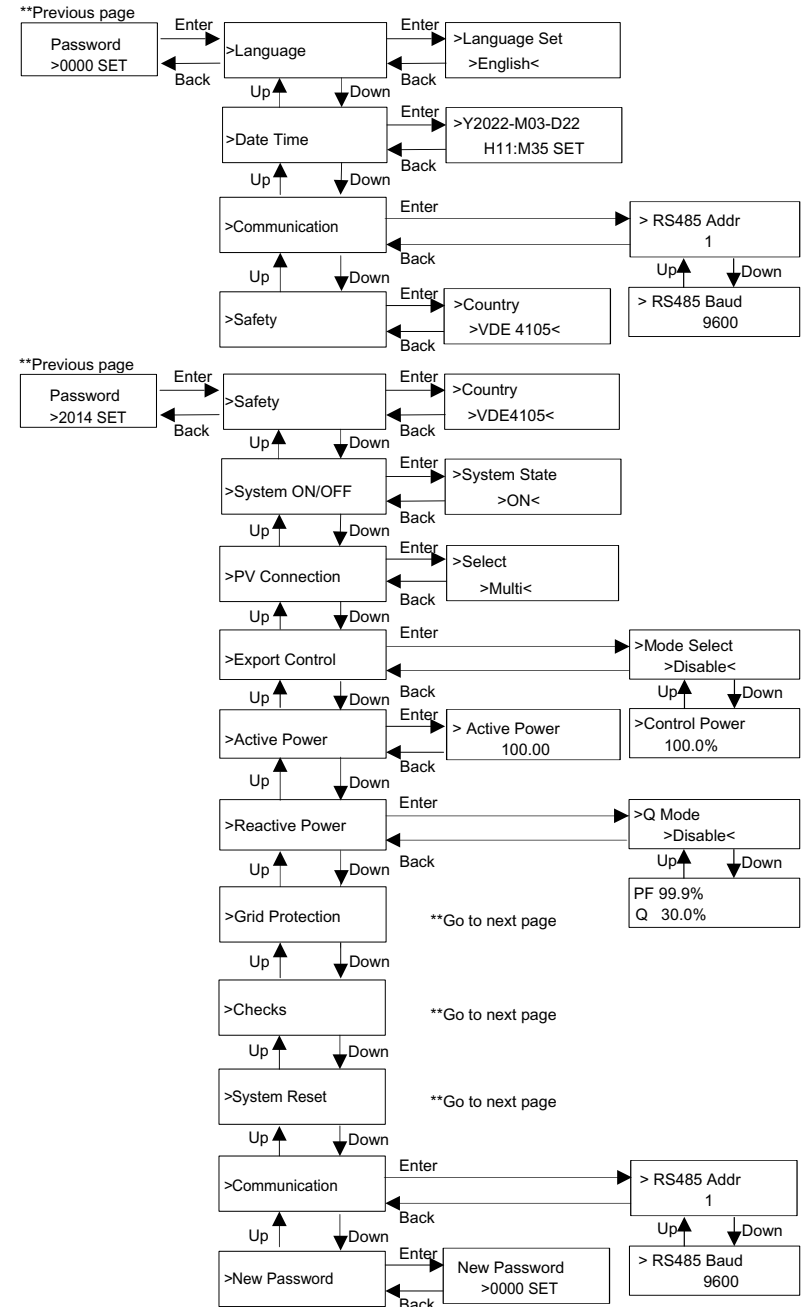 **Previous page
Password
>0000 SET
Enter
Back
>Language
Enter
Back
>Language Set
>English<
Up
Down
>Date Time
Enter
Back
>Y2022-M03-D22
H11:M35 SET
Up
Down
>Communication
Enter
Back
> RS485 Addr
1
Up
Down
> RS485 Baud
9600
Up
Down
>Safety
Enter
Back
>Country
>VDE 4105<
**Previous page
Password
>2014 SET
Enter
Back
>Safety
Enter
Back
>Country
>VDE4105<
Up
Down
>System ON/OFF
Enter
Back
>System State
>ON<
Up
Down
>PV Connection
Enter
Back
>Select
>Multi<
Up
Down
>Export Control
Enter
Back
>Mode Select
>Disable<
Up
Down
>Control Power
100.0%
Up
Down
>Active Power
Enter
Back
> Active Power
100.00
Up
Down
>Reactive Power
Enter
Back
>Q Mode
>Disable<
Up
Down
PF 99.9%
Q 30.0%
Up
Down
>Grid Protection
**Go to next page
Up
Down
>Checks
**Go to next page
Up
Down
>System Reset
**Go to next page
Up
Down
>Communication
Enter
Back
> RS485 Addr
1
Up
Down
> RS485 Baud
9600
Up
Down
>New Password
Enter
Back
New Password
>0000 SET